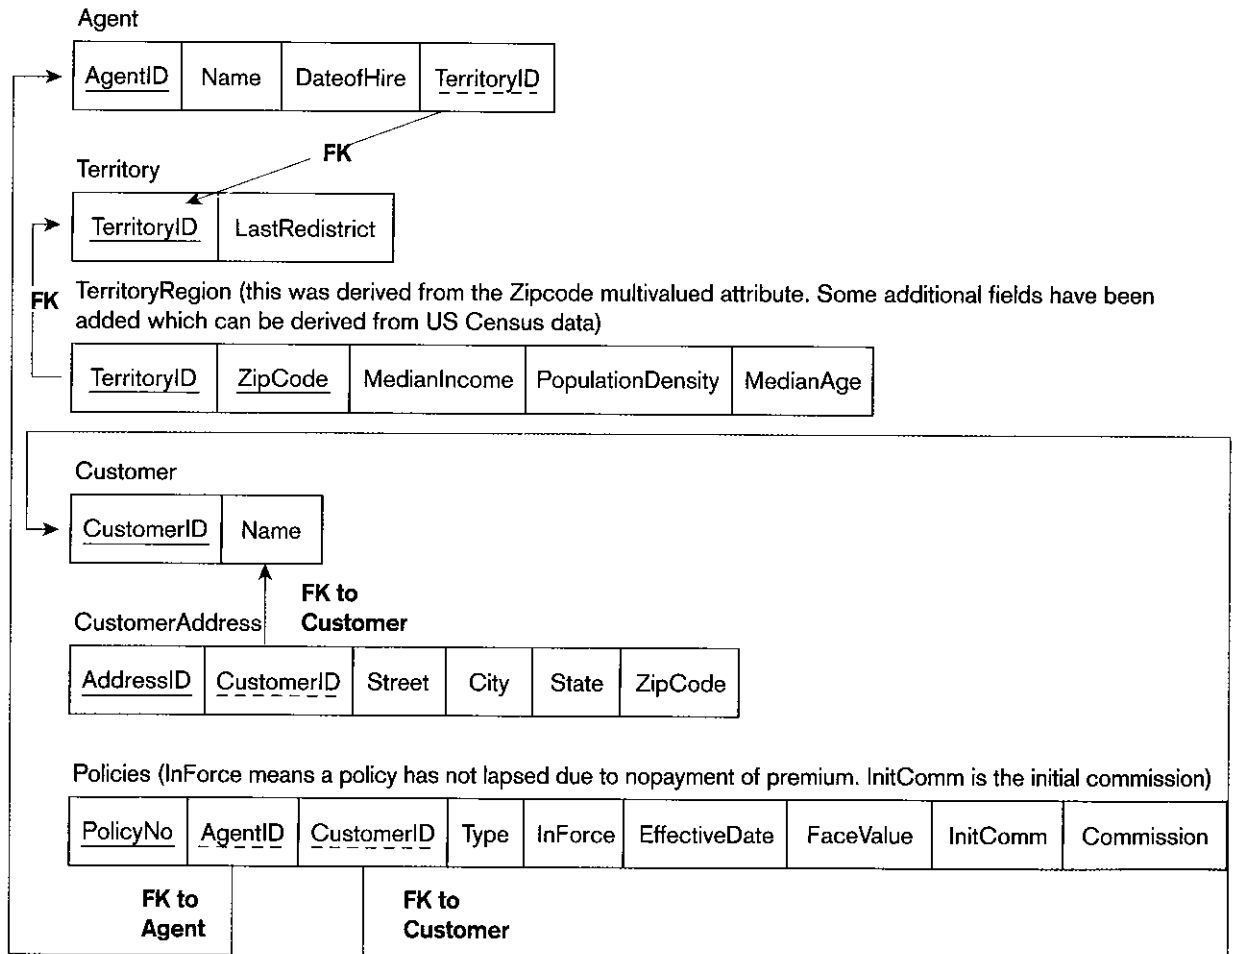 Agent
AgentID Name DateofHire TerritoryID
FK
Territory
TerritoryID LastRedistrict
FK
TerritoryRegion (this was derived from the Zipcode multivalued attribute. Some additional fields have been
added which can be derived from US Census data)
TerritoryID ZipCode MedianIncome PopulationDensity MedianAge
Customer
CustomerID Name
FK to
Customer
CustomerAddress
AddressID CustomerID Street City State ZipCode
Policies (InForce means a policy has not lapsed due to nopayment of premium. InitComm is the initial commission)
PolicyNo AgentID CustomerID Type InForce EffectiveDate FaceValue InitComm Commission
FK to
Agent
FK to
Customer